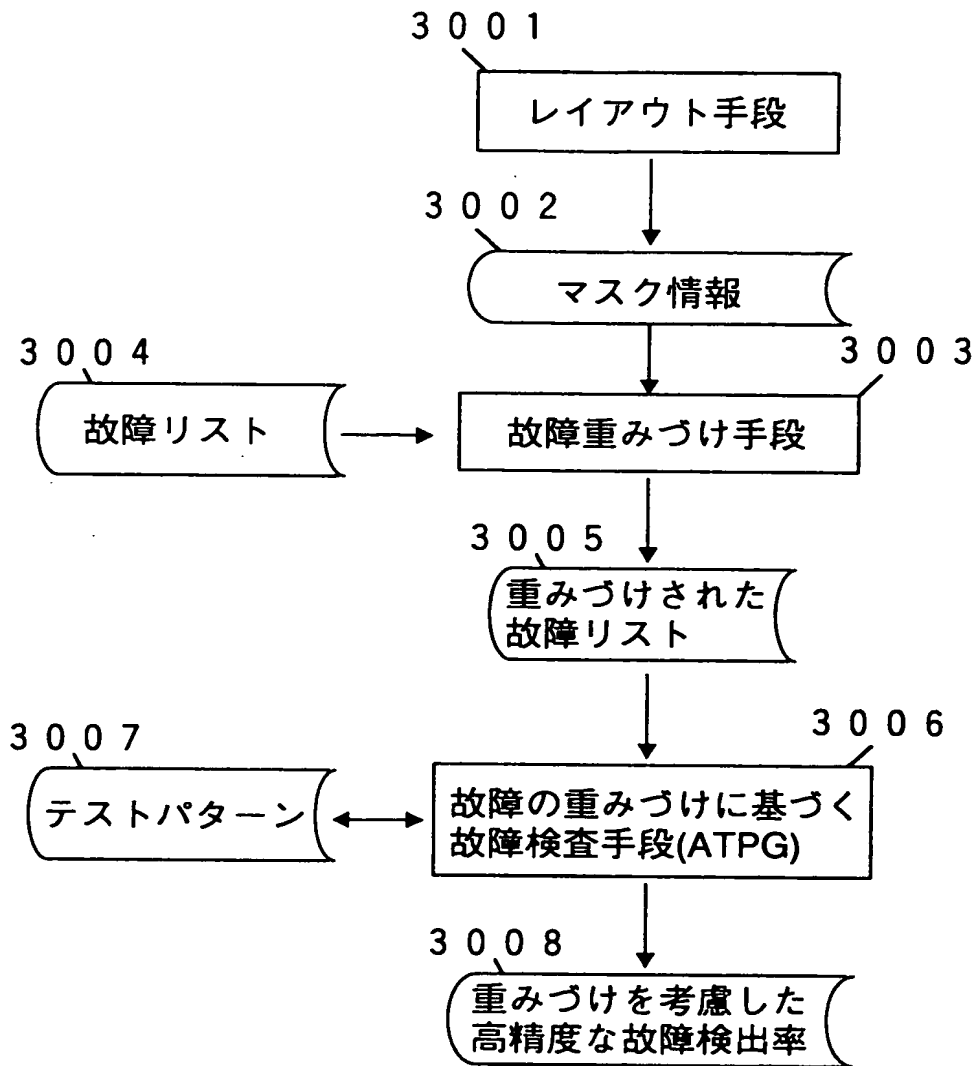 3001
レイアウト手段
3002
マスク情報
3004
3003
故障リスト
故障重みづけ手段
3005
重みづけされた
故障リスト
3007
3006
テストパターン
故障の重みづけに基づく
故障検査手段(ATPG)
3008
重みづけを考慮した
高精度な故障検出率